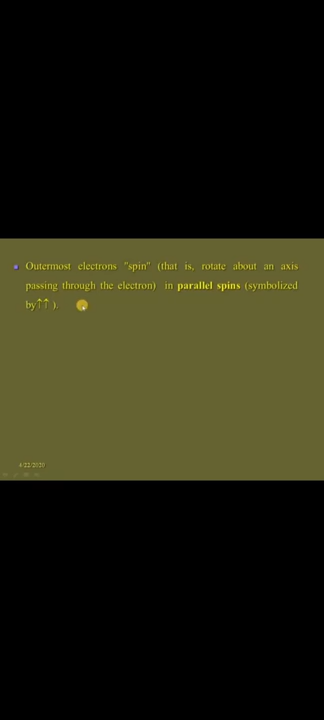 Outermost electrons "spin" (that is, rotate about an axis
passing through the electron) in parallel spins (symbolized
by↑↑ ).
4/22/2020